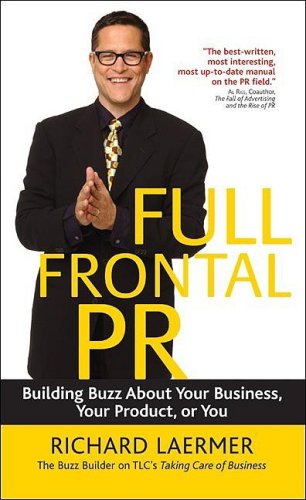 "The best-written,
most interesting,
most up-to-date manual
on the PR field."
AL RIES, Coauthor,
The Fall of Advertising
and the Rise of PR
FULL
FRONTAL
PR
Building Buzz About Your Business,
Your Product, or You
RICHARD LAERMER
The Buzz Builder on TLC's Taking Care of Business